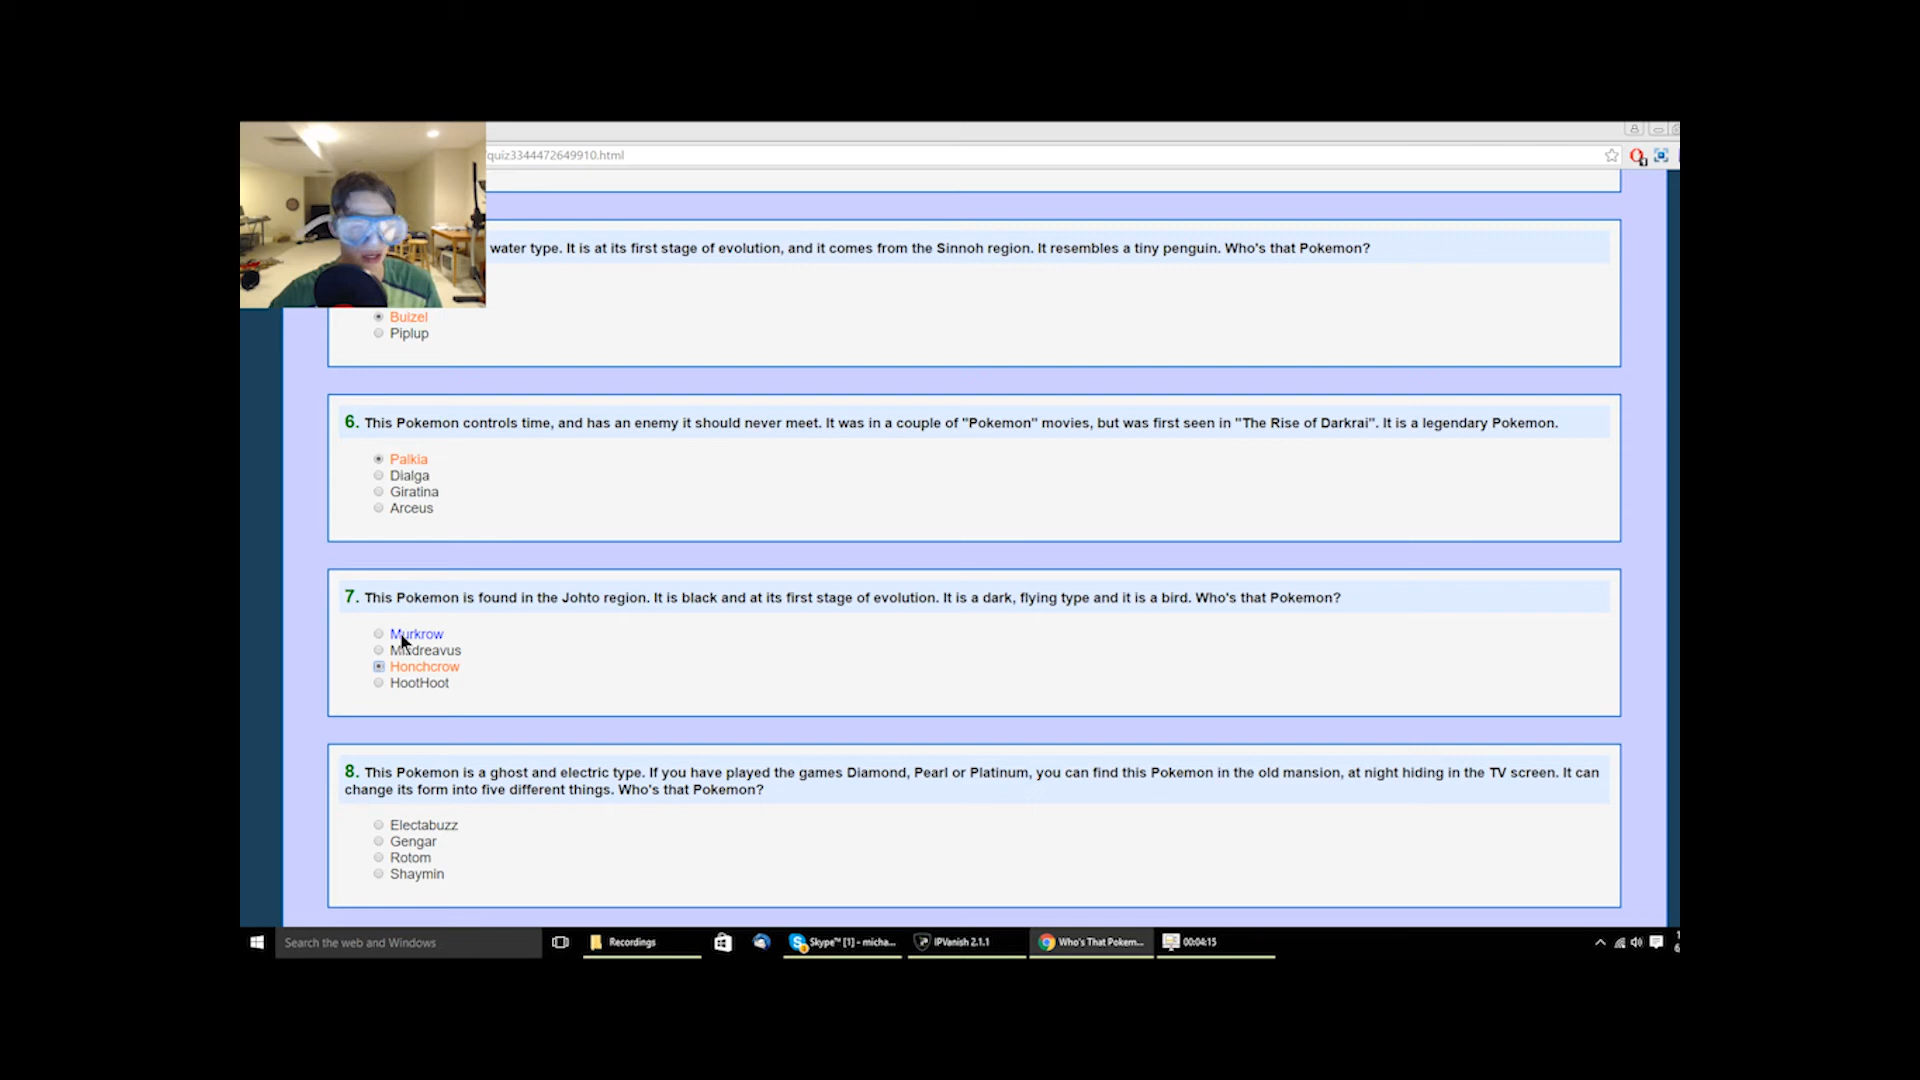 quiz3344472649910.html
water type. It is at its first stage of evolution, and it comes from the Sinnoh region. It resembles a tiny penguin. Who's that Pokemon?
Buizel
Piplup
6. This Pokemon controls time, and has an enemy it should never meet. It was in a couple of "Pokemon" movies, but was first seen in "The Rise of Darkrai". It is a legendary Pokemon.
Palkia
Dialga
Giratina
Arceus
7. This Pokemon is found in the Johto region. It is black and at its first stage of evolution. It is a dark, flying type and it is a bird. Who's that Pokemon?
Murkrow
Misdreavus
Honchcrow
HootHoot
8. This Pokemon is a ghost and electric type. If you have played the games Diamond, Pearl or Platinum, you can find this Pokemon in the old mansion, at night hiding in the TV screen. It can
change its form into five different things. Who's that Pokemon?
Electabuzz
Gengar
Rotom
Shaymin
Search the web and Windows
Recordings
Skype™ [1] - micha...
IPVanish 2.1.1
Who's That Pokem...
00:04:15